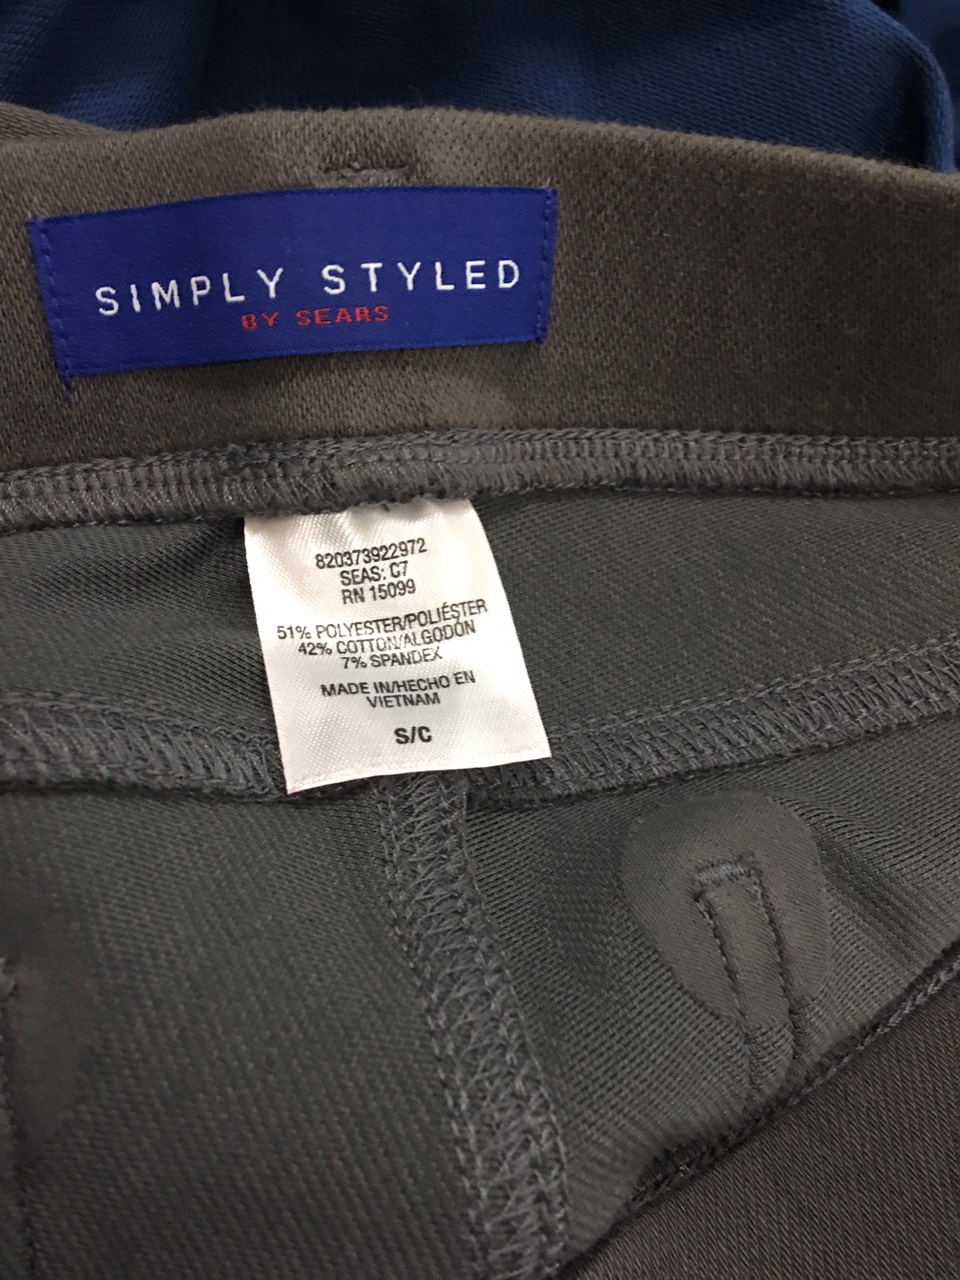 SIMPLY STYLED
BY SEARS
820373922972
SEAS: C7
RN 15099
51% POLYESTER/POLIÉSTER
42% COTTON/ALGODÓN
7% SPANDEX
MADE IN/HECHO EN
VIETNAM
S/C